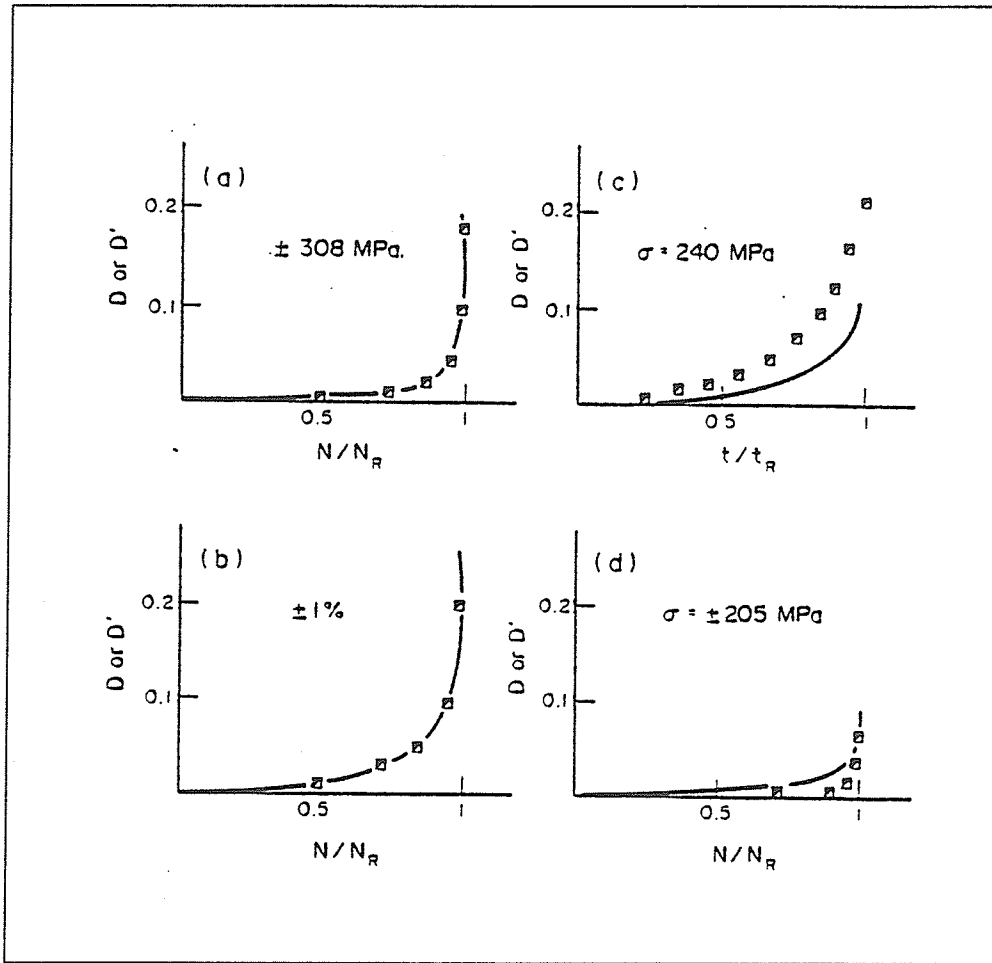 (a)
± 308 MPa.
D or D'
0.2
0.1
0.5
1
N/N_R
(c)
σ = 240 MPa
D or D'
0.2
0.1
0.5
1
t/t_R
(b)
±1%
D or D'
0.2
0.1
0.5
1
N/N_R
(d)
σ = ±205 MPa
D or D'
0.2
0.1
0.5
1
N/N_R